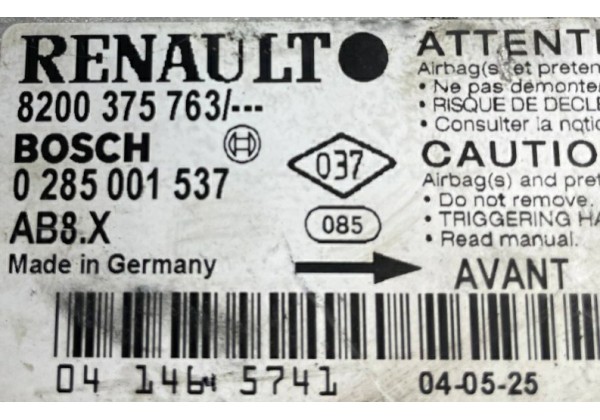 RENAULT
8200 375 763/---
BOSCH
0 285 001 537
AB8.X
Made in Germany
037
085
ATTENTI
Airbag(s et preten
• Ne pas démonter
• RISQUE DE DECLE
• Consulter la notic
CAUTIO
Airbag(s) and pret
• Do not remove.
• TRIGGERING HA
• Read manual.
AVANT
04 146 5741
04-05-25